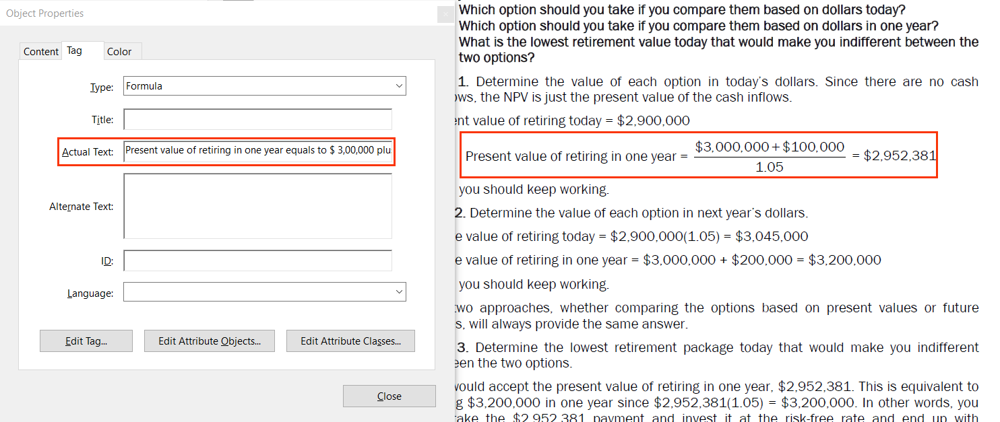 Object Properties
Content Tag Color
Type: Formula
Title:
Actual Text: Present value of retiring in one year equals to $ 3,00,000 plu
Alternate Text:
ID:
Language:
Edit Tag... Edit Attribute Objects... Edit Attribute Classes...
Close
Which option should you take if you compare them based on dollars today?
Which option should you take if you compare them based on dollars in one year?
What is the lowest retirement value today that would make you indifferent between the
two options?
1. Determine the value of each option in today's dollars. Since there are no cash
ows, the NPV is just the present value of the cash inflows.
ent value of retiring today = $2,900,000
$3,000,000+$100,000
Present value of retiring in one year = = $2,952,381
1.05
you should keep working.
2. Determine the value of each option in next year's dollars.
e value of retiring today = $2,900,000(1.05) = $3,045,000
e value of retiring in one year = $3,000,000 + $200,000 = $3,200,000
you should keep working.
two approaches, whether comparing the options based on present values or future
s, will always provide the same answer.
3. Determine the lowest retirement package today that would make you indifferent
een the two options.
would accept the present value of retiring in one year, $2,952,381. This is equivalent to
g $3,200,000 in one year since $2,952,381(1.05) = $3,200,000. In other words, you
take the $2,952,381 payment and invest it at the risk-free rate and end up with